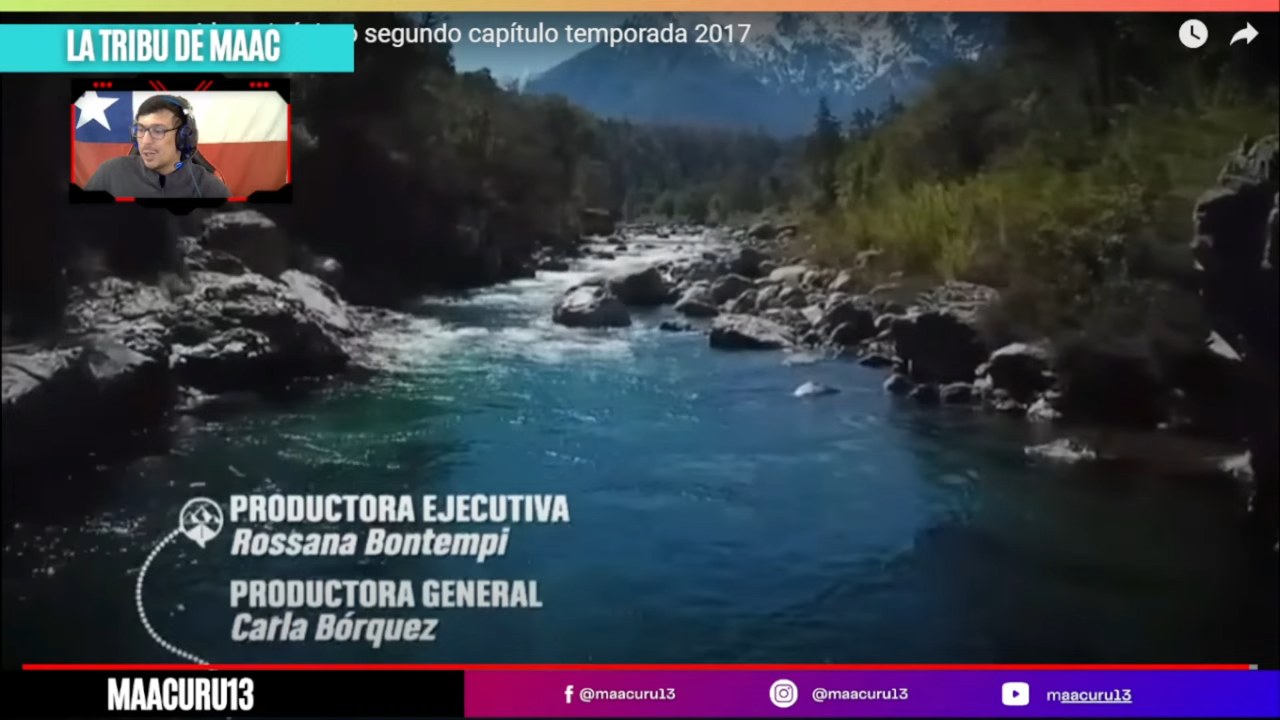 segundo capítulo temporada 2017
LA TRIBU DE MAAC
PRODUCTORA EJECUTIVA
Rossana Bontempi
PRODUCTORA GENERAL
Carla Bórquez
MAACURU13
@maacuru13
@maacuru13
maacuru13